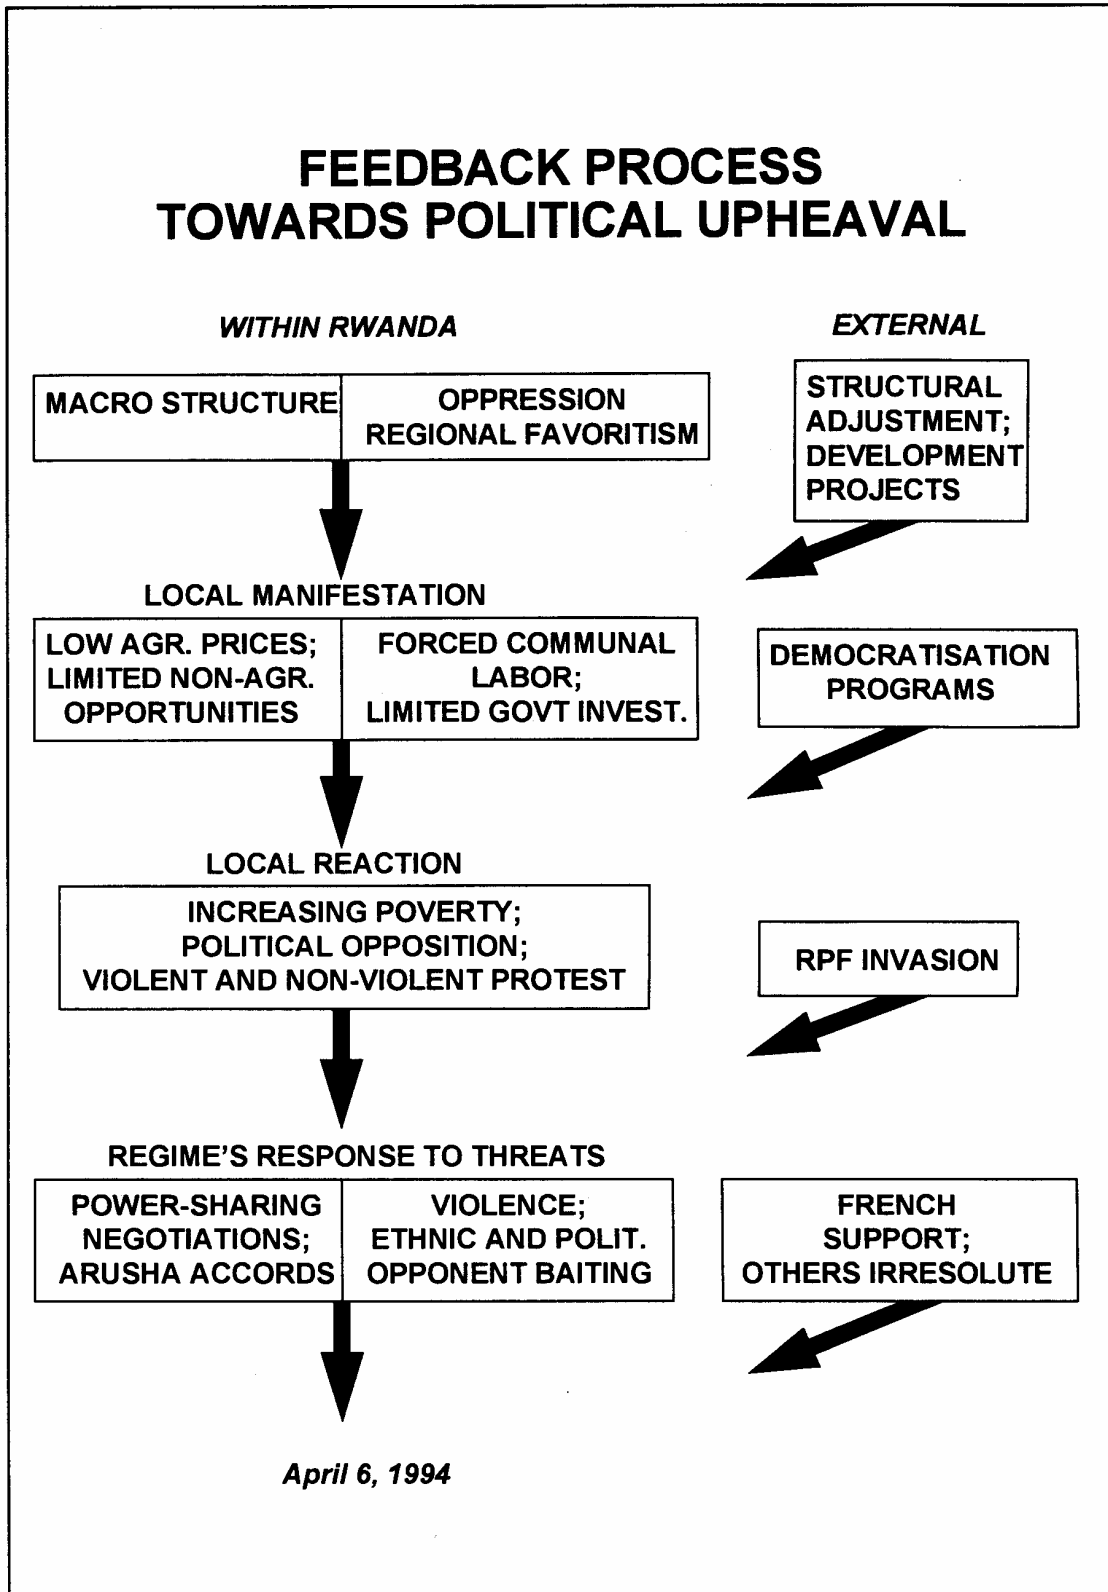 FEEDBACK PROCESS
TOWARDS POLITICAL UPHEAVAL
WITHIN RWANDA
EXTERNAL
MACRO STRUCTURE
OPPRESSION
REGIONAL FAVORITISM
STRUCTURAL
ADJUSTMENT;
DEVELOPMENT
PROJECTS
LOCAL MANIFESTATION
LOW AGR. PRICES;
LIMITED NON-AGR.
OPPORTUNITIES
FORCED COMMUNAL
LABOR;
LIMITED GOVT INVEST.
DEMOCRATISATION
PROGRAMS
LOCAL REACTION
INCREASING POVERTY;
POLITICAL OPPOSITION;
VIOLENT AND NON-VIOLENT PROTEST
RPF INVASION
REGIME'S RESPONSE TO THREATS
POWER-SHARING
NEGOTIATIONS;
ARUSHA ACCORDS
VIOLENCE;
ETHNIC AND POLIT.
OPPONENT BAITING
FRENCH
SUPPORT;
OTHERS IRRESOLUTE
April 6, 1994